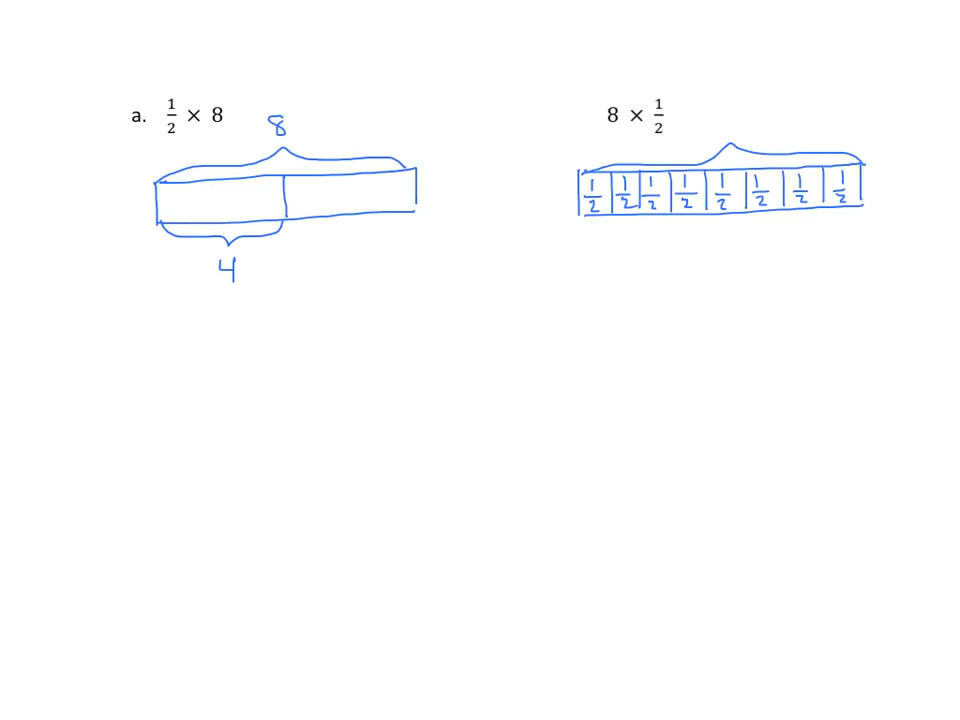 a. 1/2 × 8
8
4
8 × 1/2
1/2 1/2 1/2 1/2 1/2 1/2 1/2 1/2